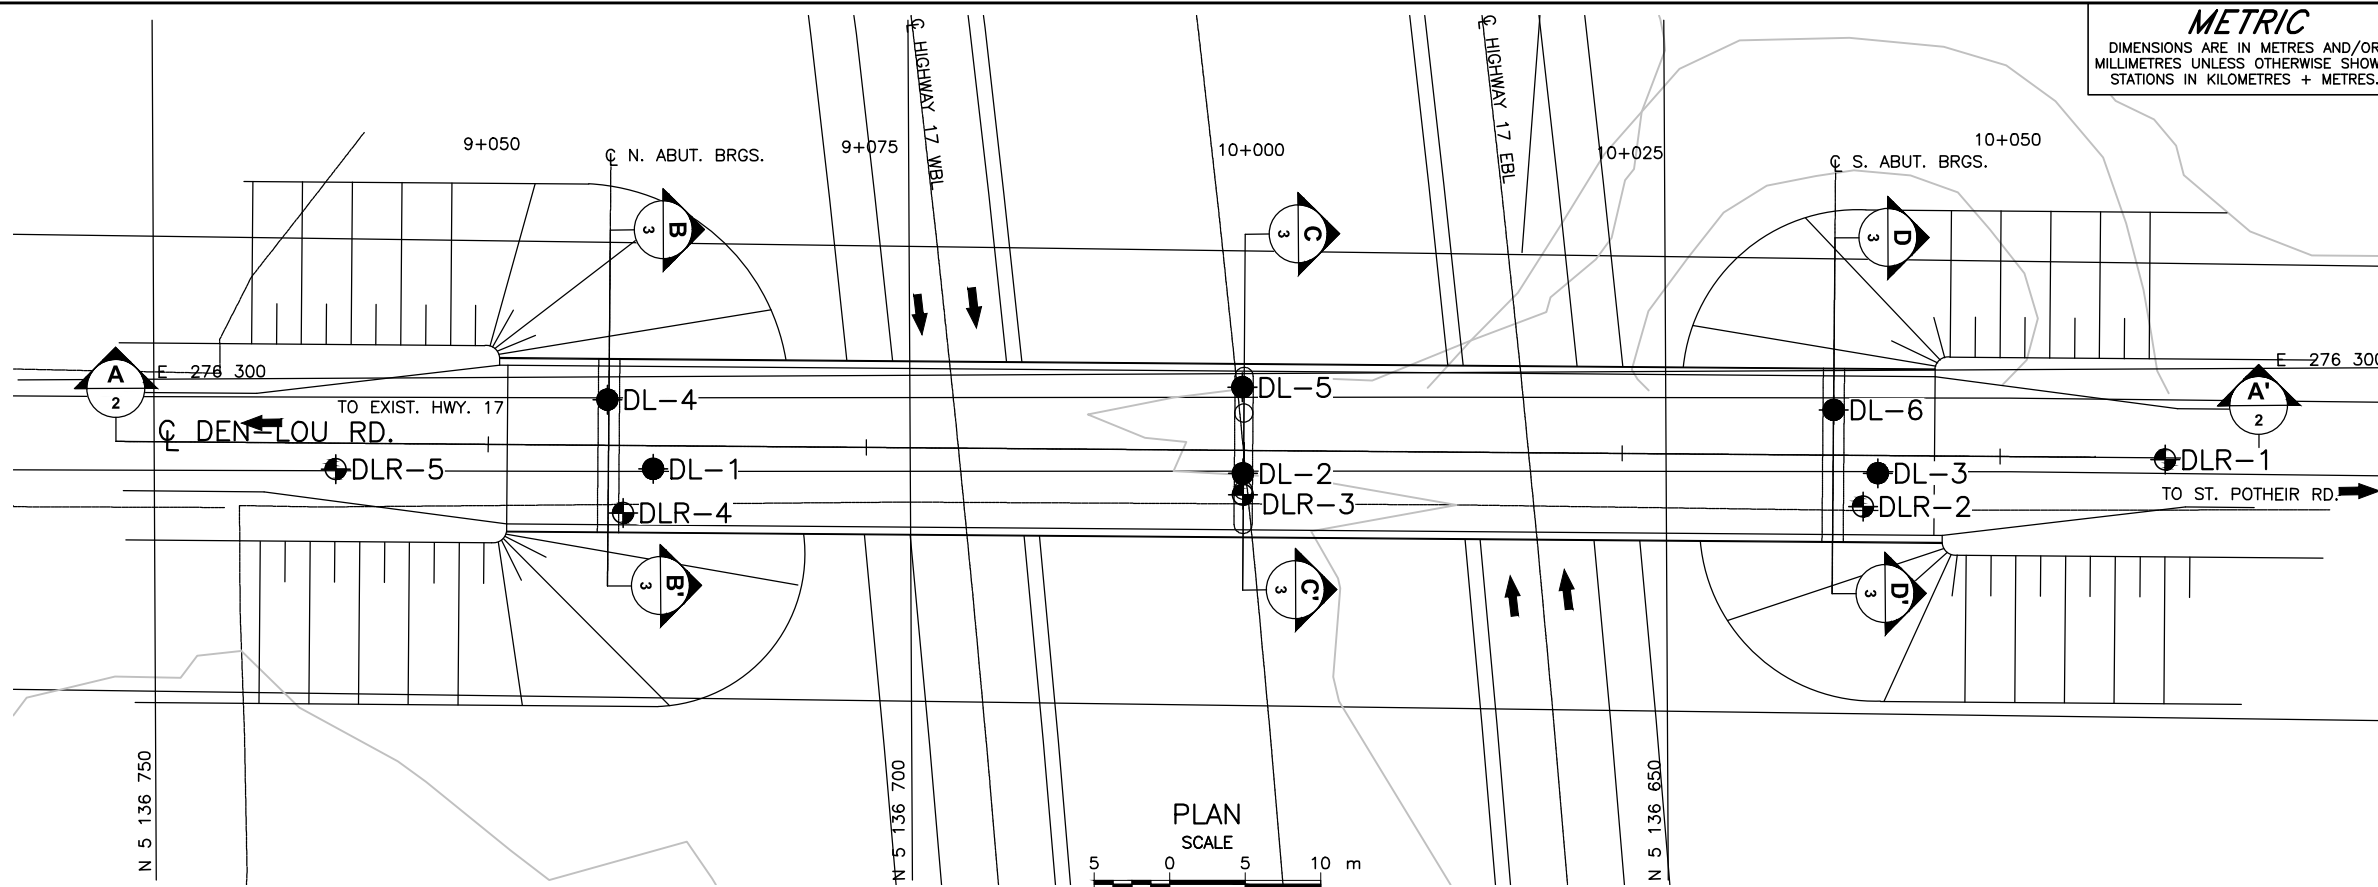 METRIC
DIMENSIONS ARE IN METRES AND/OR
MILLIMETRES UNLESS OTHERWISE SHOW
STATIONS IN KILOMETRES + METRES.
℄ HIGHWAY 17 WBL
℄ HIGHWAY 17 EBL
9+050
9+075
10+000
10+025
10+050
℄ N. ABUT. BRGS.
℄ S. ABUT. BRGS.
B
3
C
3
D
3
E 276 300
E 276 300
A
2
A'
2
TO EXIST. HWY. 17
DL-4
DL-5
DL-6
℄ DEN-LOU RD.
DLR-5
DL-1
DL-2
DL-3
DLR-1
DLR-4
DLR-3
DLR-2
TO ST. POTHEIR RD.
B'
3
C'
3
D'
3
N 5 136 750
N 5 136 700
N 5 136 650
PLAN
SCALE
5 0 5 10 m